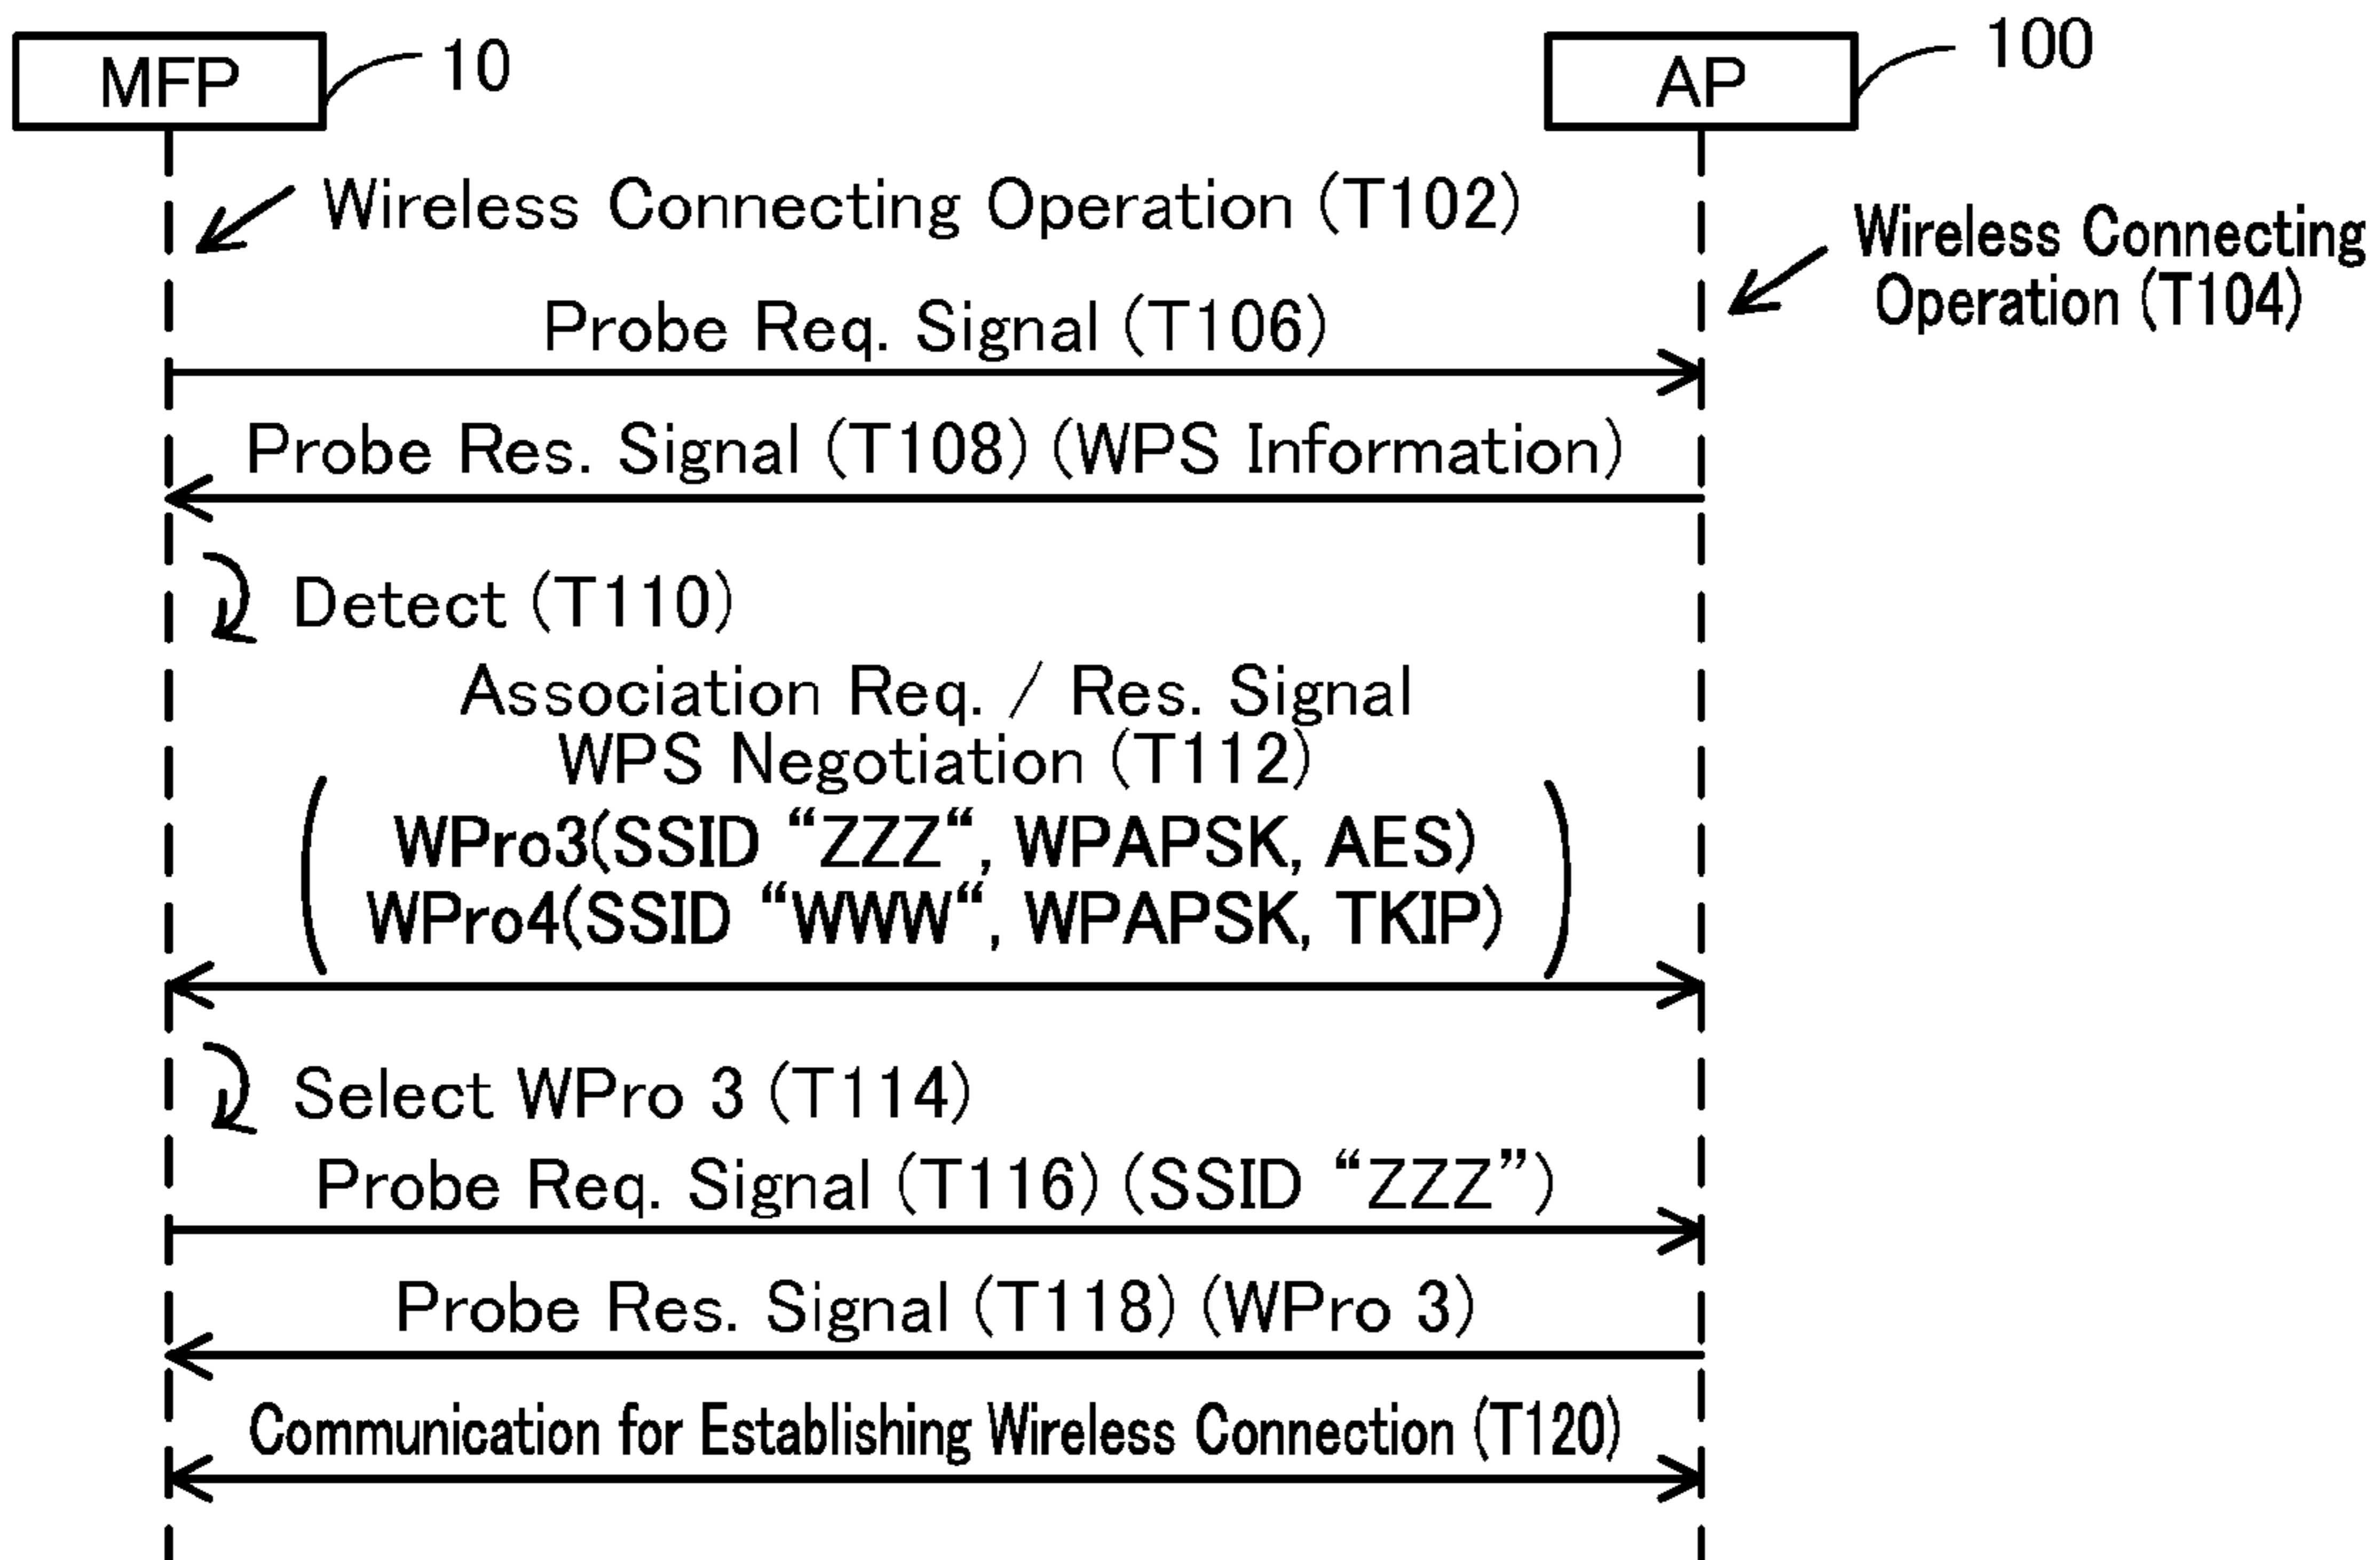 MFP
10
AP
100
Wireless Connecting Operation (T102)
Wireless Connecting
Operation (T104)
Probe Req. Signal (T106)
Probe Res. Signal (T108) (WPS Information)
Detect (T110)
Association Req. / Res. Signal
WPS Negotiation (T112)
WPro3(SSID “ZZZ“, WPAPSK, AES)
WPro4(SSID “WWW“, WPAPSK, TKIP)
Select WPro 3 (T114)
Probe Req. Signal (T116) (SSID “ZZZ”)
Probe Res. Signal (T118) (WPro 3)
Communication for Establishing Wireless Connection (T120)